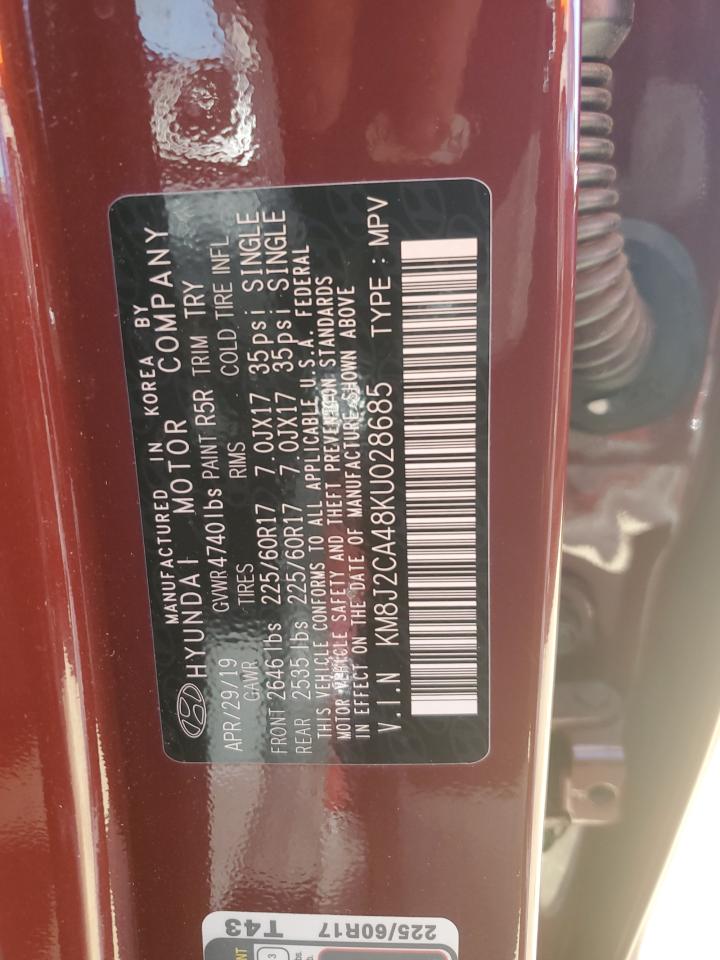 MANUFACTURED IN KOREA BY
HYUNDAI MOTOR COMPANY
APR/29/19 GVWR 4740lbs PAINT R5R TRIM TRY
GAWR TIRES RIMS COLD TIRE INFL
FRONT 2646lbs 225/60R17 7.0JX17 35psi SINGLE
REAR 2535lbs 225/60R17 7.0JX17 35psi SINGLE
THIS VEHICLE CONFORMS TO ALL APPLICABLE U.S.A. FEDERAL
MOTOR VEHICLE SAFETY AND THEFT PREVENTION STANDARDS
IN EFFECT ON THE DATE OF MANUFACTURE SHOWN ABOVE
V.I.N KM8J2CA48KU028685 TYPE : MPV
225/60R17
T43
3